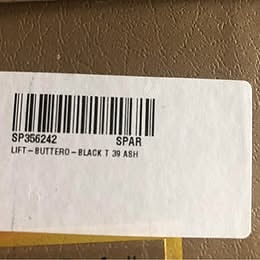 SP356242 SPAR
LIFT-BUTTERO-BLACK T 39 ASH